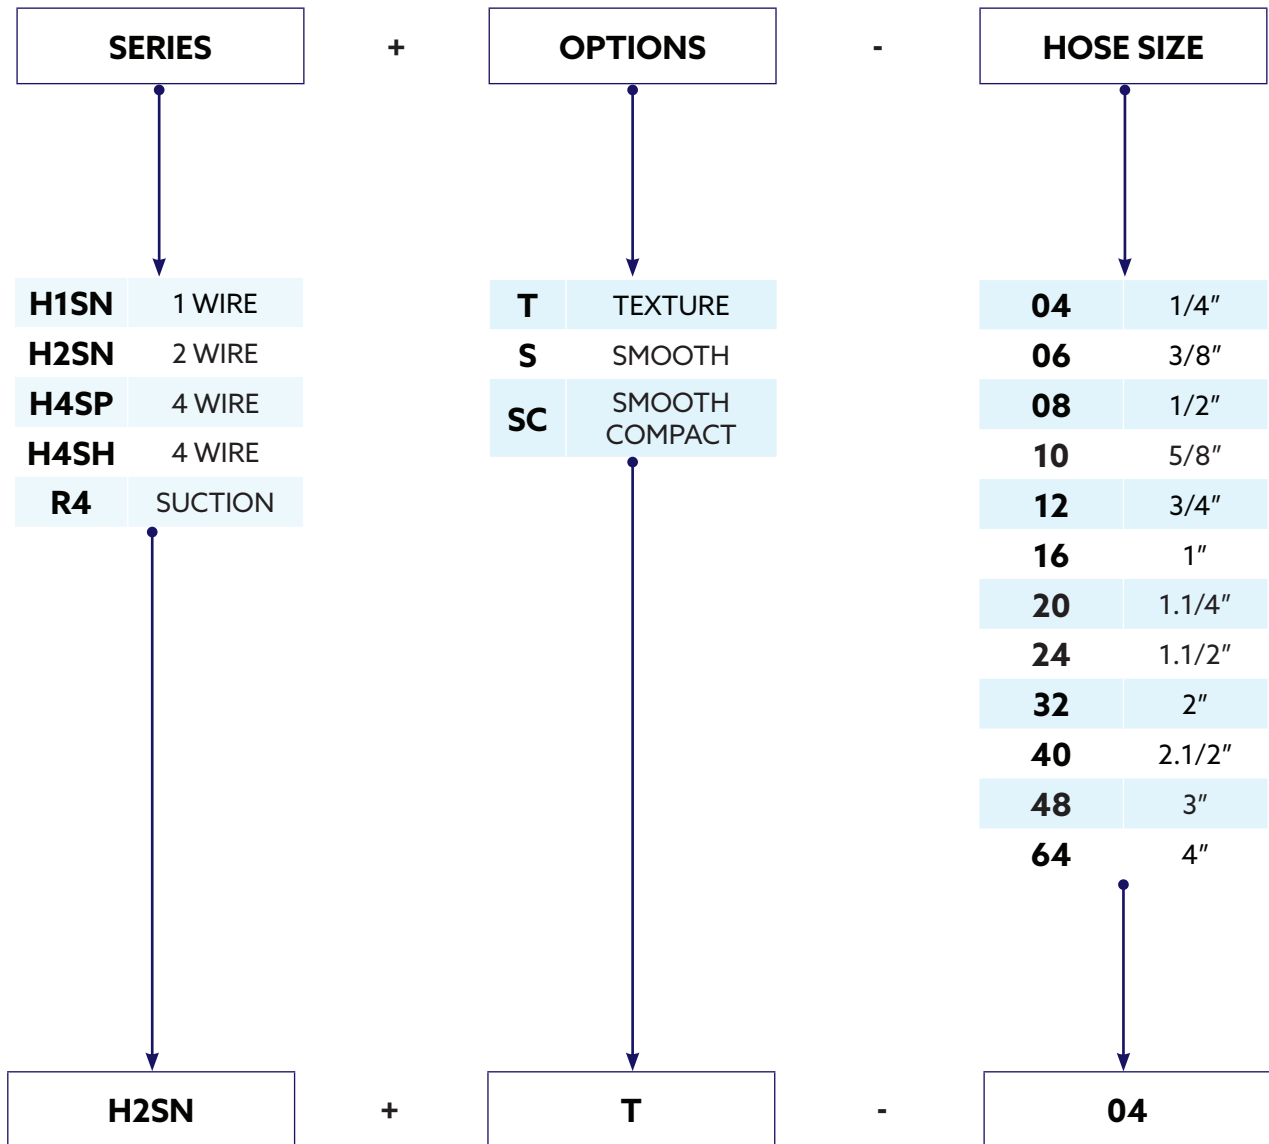 SERIES + OPTIONS - HOSE SIZE
H1SN 1 WIRE
H2SN 2 WIRE
H4SP 4 WIRE
H4SH 4 WIRE
R4 SUCTION
T TEXTURE
S SMOOTH
SC SMOOTH
COMPACT
04 1/4"
06 3/8"
08 1/2"
10 5/8"
12 3/4"
16 1"
20 1.1/4"
24 1.1/2"
32 2"
40 2.1/2"
48 3"
64 4"
H2SN + T - 04